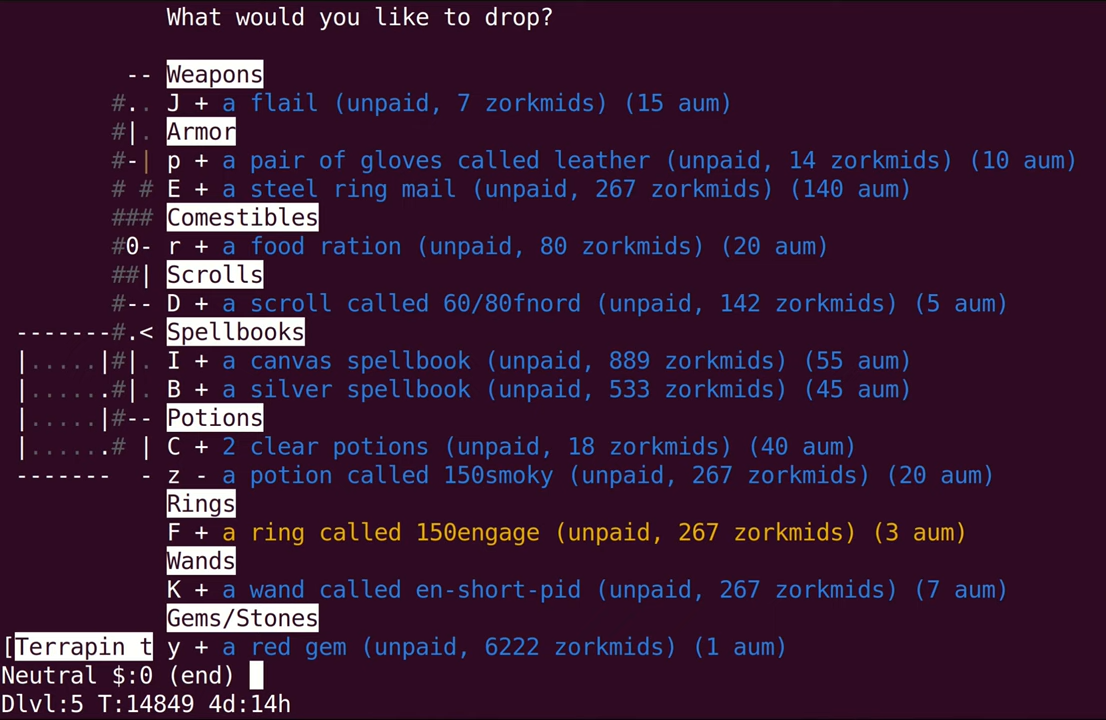 What would you like to drop?
-- Weapons
#.. J + a flail (unpaid, 7 zorkmids) (15 aum)
#|. Armor
#-| p + a pair of gloves called leather (unpaid, 14 zorkmids) (10 aum)
# # E + a steel ring mail (unpaid, 267 zorkmids) (140 aum)
### Comestibles
#0- r + a food ration (unpaid, 80 zorkmids) (20 aum)
##| Scrolls
#-- D + a scroll called 60/80fnord (unpaid, 142 zorkmids) (5 aum)
-------#.< Spellbooks
|.....|#|. I + a canvas spellbook (unpaid, 889 zorkmids) (55 aum)
|......#|. B + a silver spellbook (unpaid, 533 zorkmids) (45 aum)
|.....|#-- Potions
|......# | C + 2 clear potions (unpaid, 18 zorkmids) (40 aum)
-------  - z - a potion called 150smoky (unpaid, 267 zorkmids) (20 aum)
Rings
F + a ring called 150engage (unpaid, 267 zorkmids) (3 aum)
Wands
K + a wand called en-short-pid (unpaid, 267 zorkmids) (7 aum)
Gems/Stones
[Terrapin t y + a red gem (unpaid, 6222 zorkmids) (1 aum)
Neutral $:0 (end)
Dlvl:5 T:14849 4d:14h